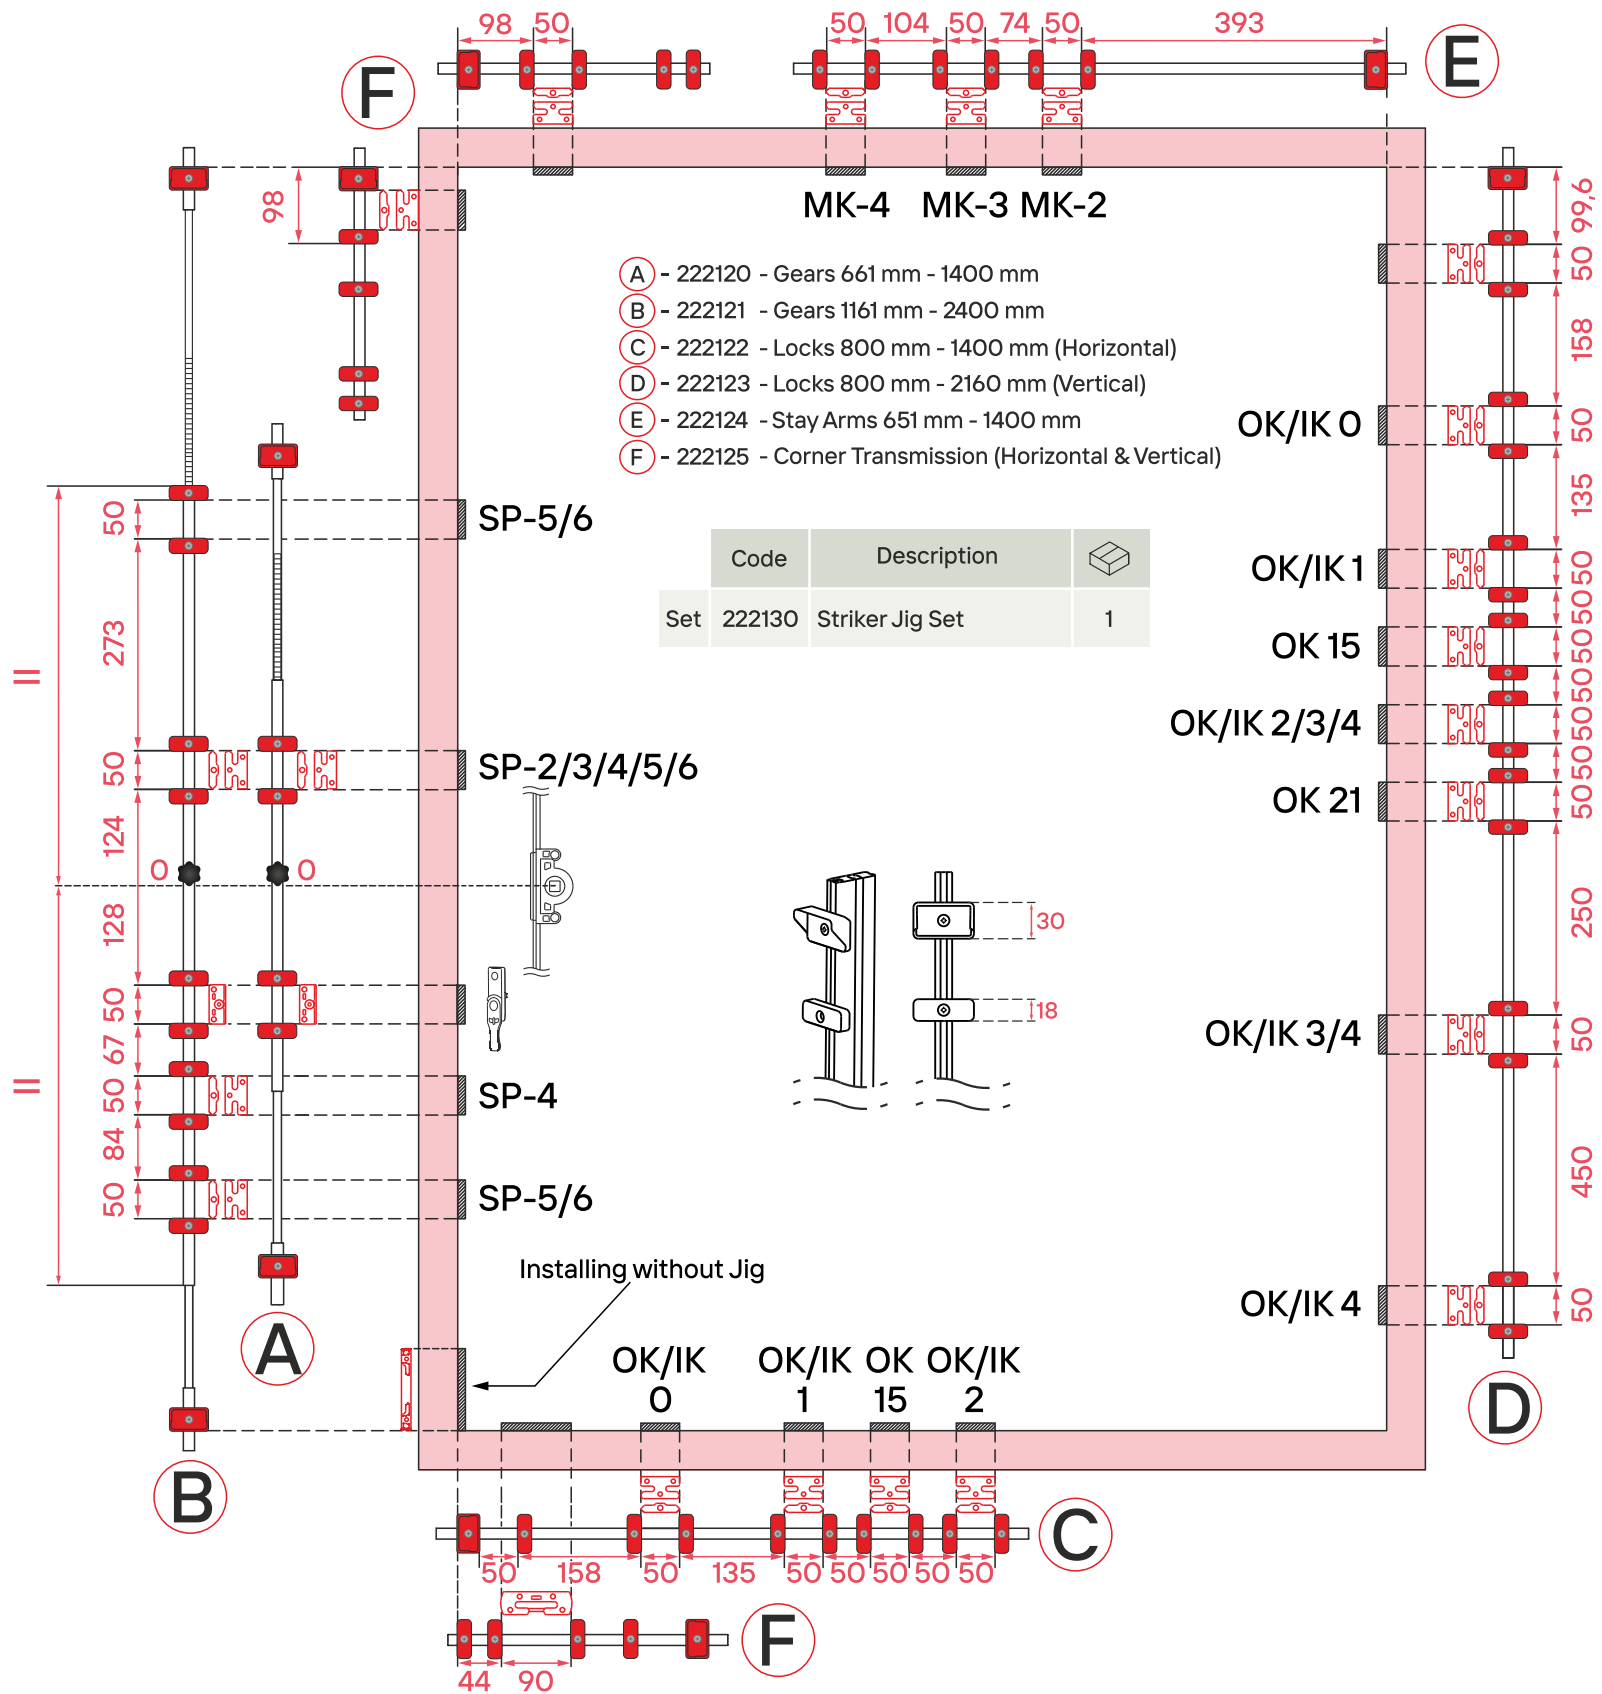 98 50 50 104 50 74 50 393
F
E
MK-4 MK-3 MK-2
98
99,6
50
158
50
135
50
50
50
50
50
50
50
250
50
450
50
A - 222120 - Gears 661 mm - 1400 mm
B - 222121 - Gears 1161 mm - 2400 mm
C - 222122 - Locks 800 mm - 1400 mm (Horizontal)
D - 222123 - Locks 800 mm - 2160 mm (Vertical)
E - 222124 - Stay Arms 651 mm - 1400 mm
F - 222125 - Corner Transmission (Horizontal & Vertical)
OK/IK 0
SP-5/6
Code Description
Set 222130 Striker Jig Set 1
OK/IK 1
OK 15
OK/IK 2/3/4
OK 21
SP-2/3/4/5/6
50
273
50
124
0 0
128
50
67
50
84
50
=
=
30
18
OK/IK 3/4
SP-4
SP-5/6
Installing without Jig
OK/IK 4
A
B
D
OK/IK OK/IK OK OK/IK
0 1 15 2
C
50 158 50 135 50 50 50 50 50
F
44 90